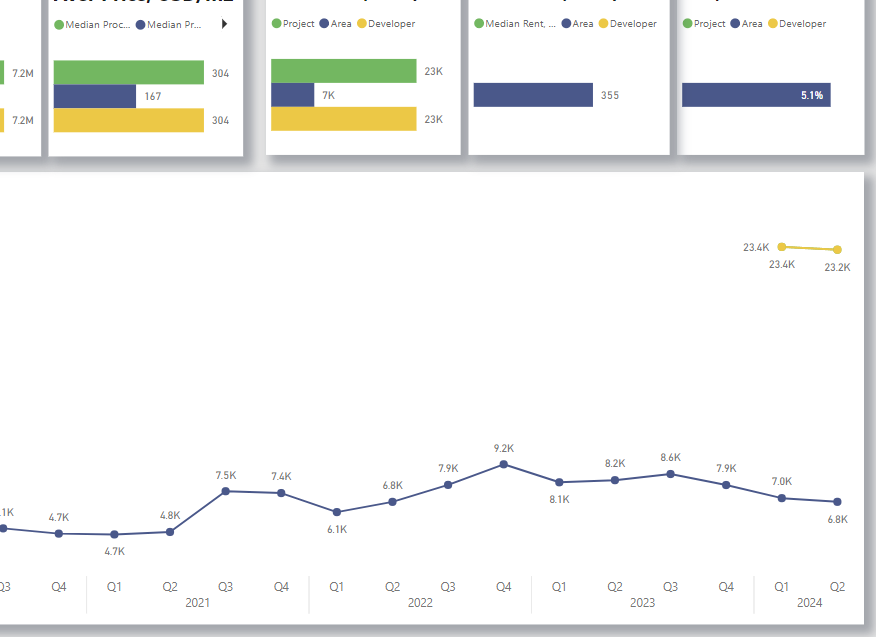 Median Proc... Median Pr...
Project Area Developer
Median Rent, ... Area Developer
Project Area Developer
7.2M
7.2M
304
167
304
23K
7K
23K
355
5.1%
23.4K
23.4K
23.2K
.1K
4.7K
4.7K
4.8K
7.5K
7.4K
6.1K
6.8K
7.9K
9.2K
8.1K
8.2K
8.6K
7.9K
7.0K
6.8K
Q3 Q4 Q1 Q2 Q3 Q4 Q1 Q2 Q3 Q4 Q1 Q2 Q3 Q4 Q1 Q2
2021 2022 2023 2024